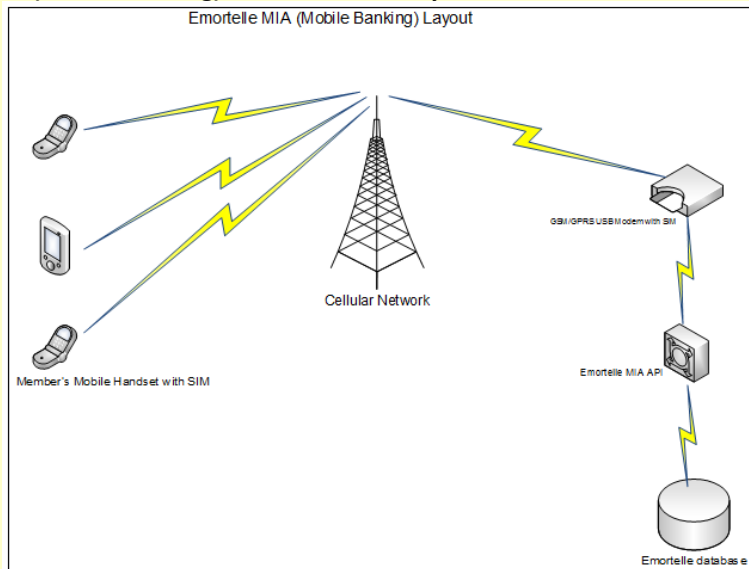 Emortelle MIA (Mobile Banking) Layout
GSM/GPRS USB Modem with SIM
Cellular Network
Emortelle MIA API
Member's Mobile Handset with SIM
Emortelle database